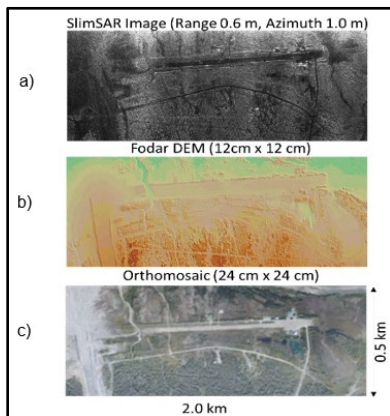 SlimSAR Image (Range 0.6 m, Azimuth 1.0 m)
a)
Fodar DEM (12cm x 12 cm)
b)
Orthomosaic (24 cm x 24 cm)
c)
0.5 km
2.0 km